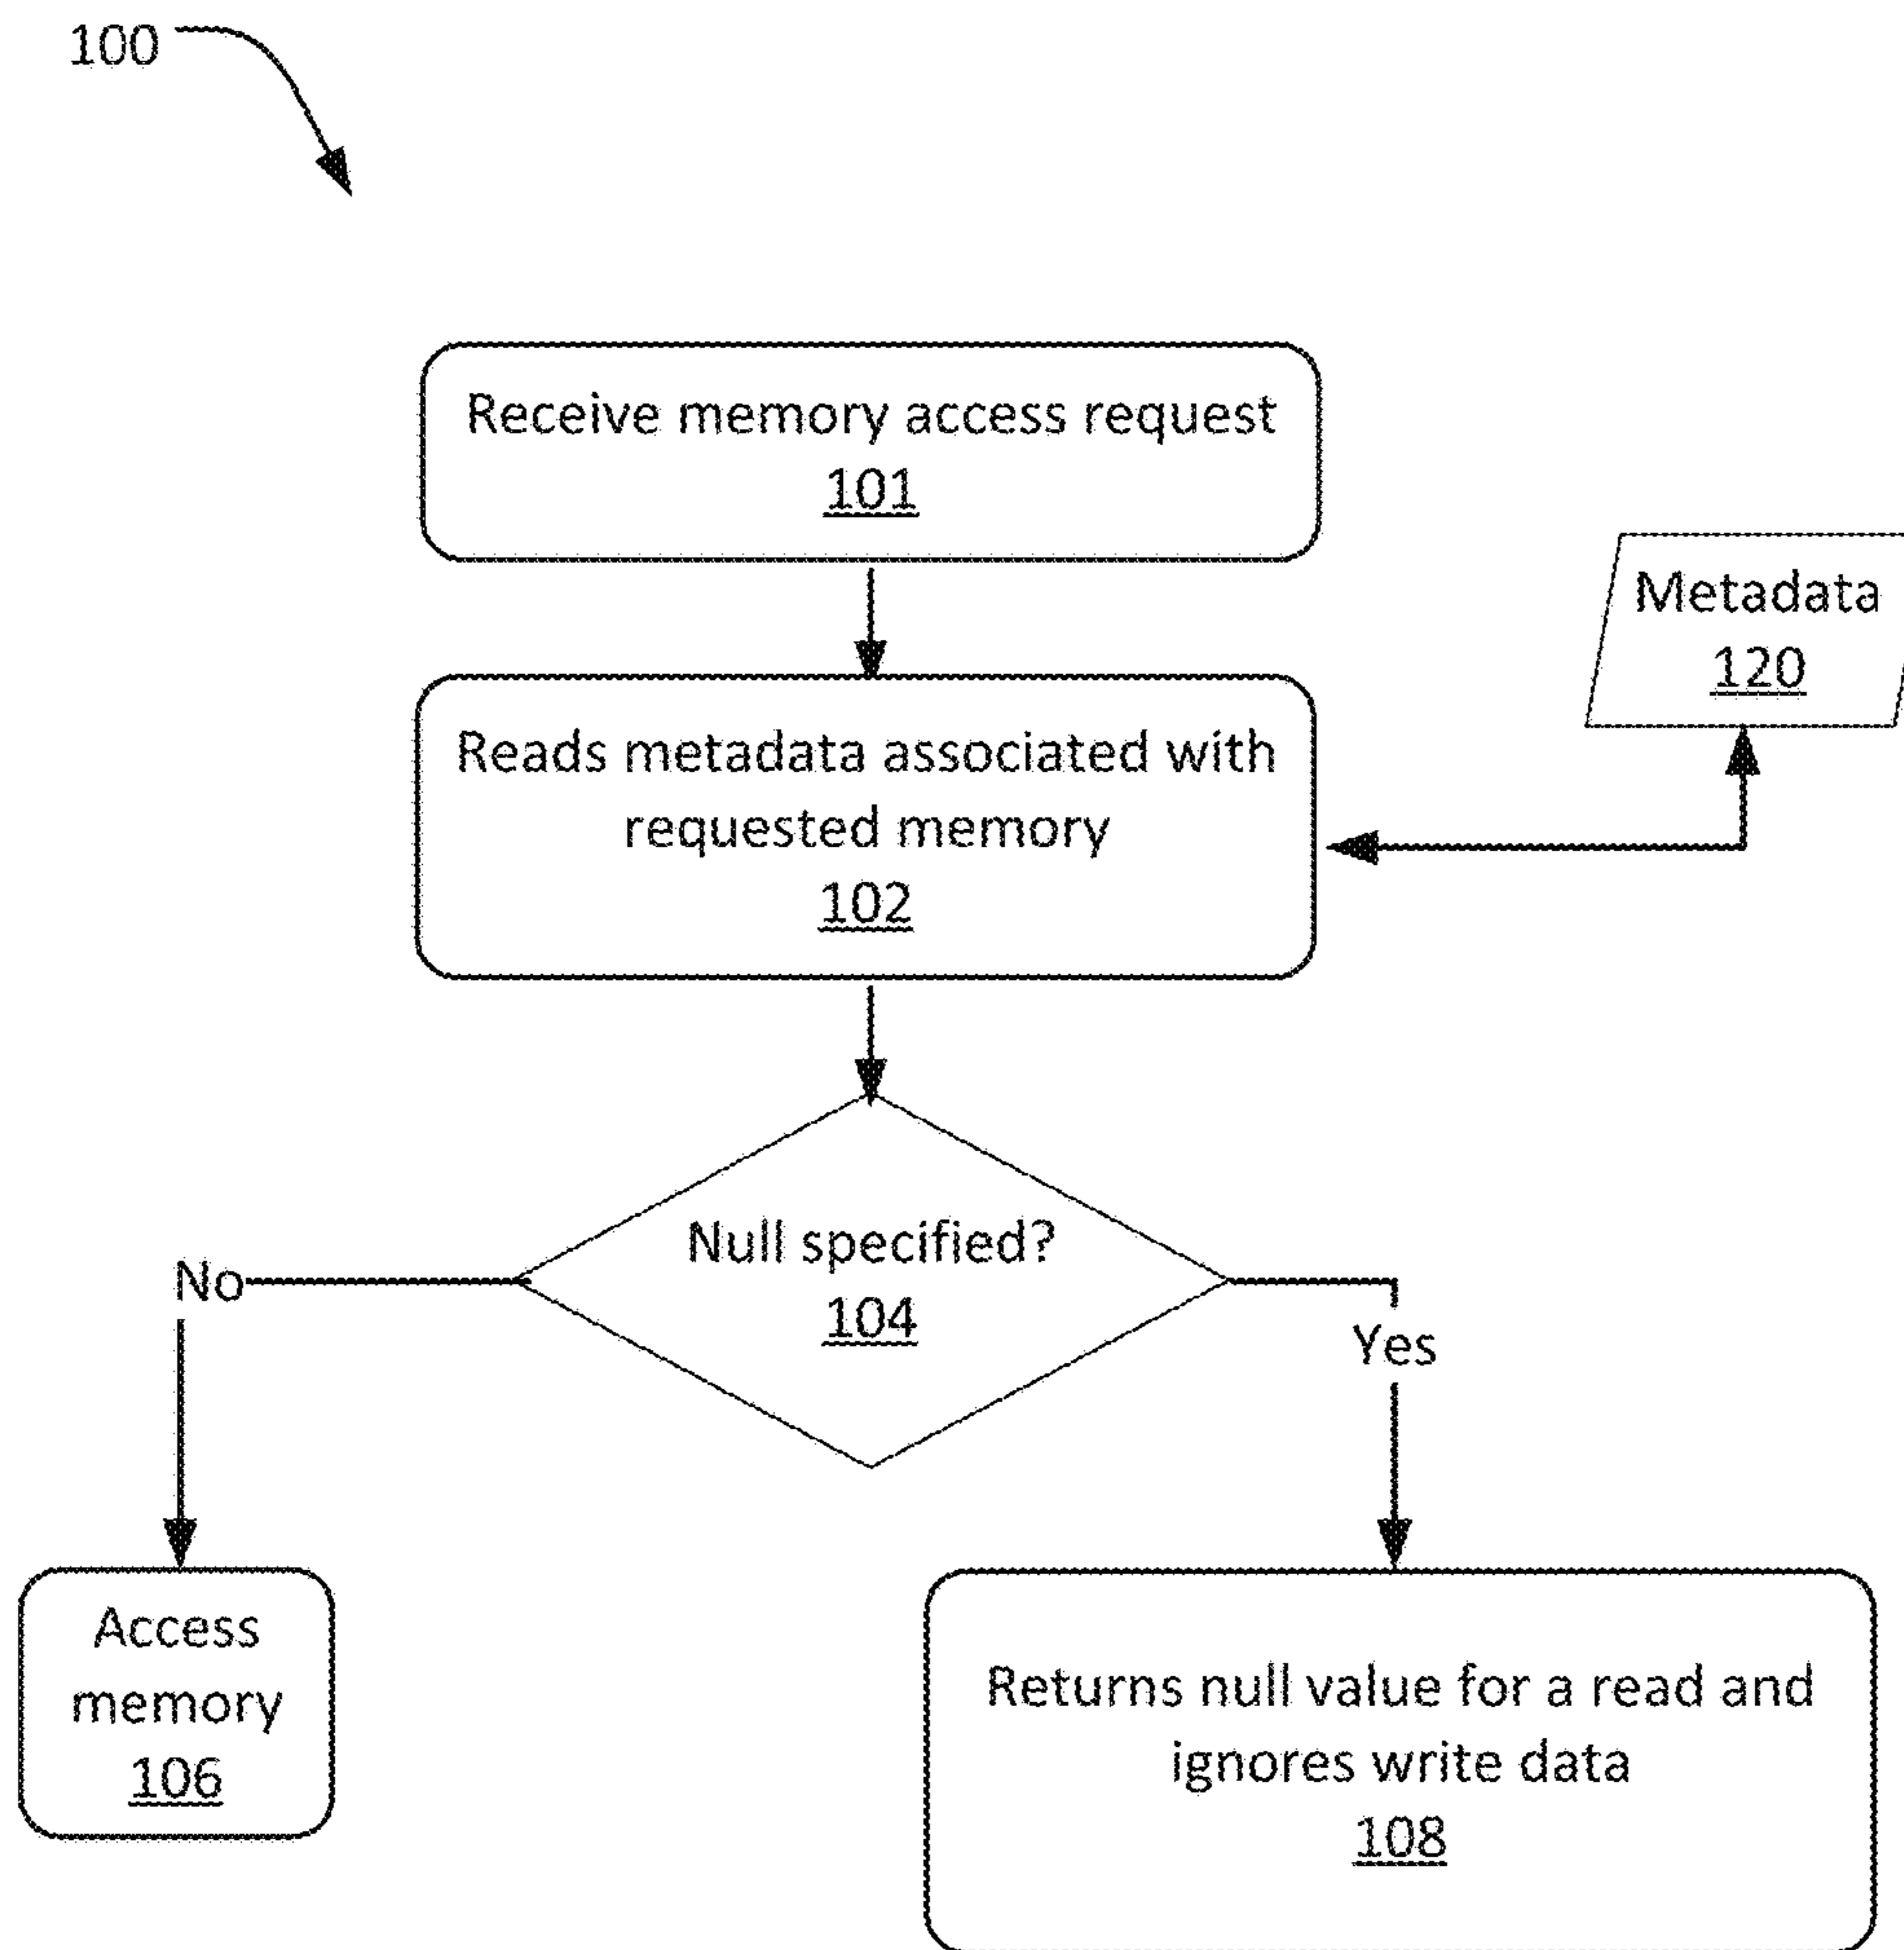 100
Receive memory access request
101
Metadata
120
Reads metadata associated with
requested memory
102
Null specified?
104
No
Yes
Access
memory
106
Returns null value for a read and
ignores write data
108